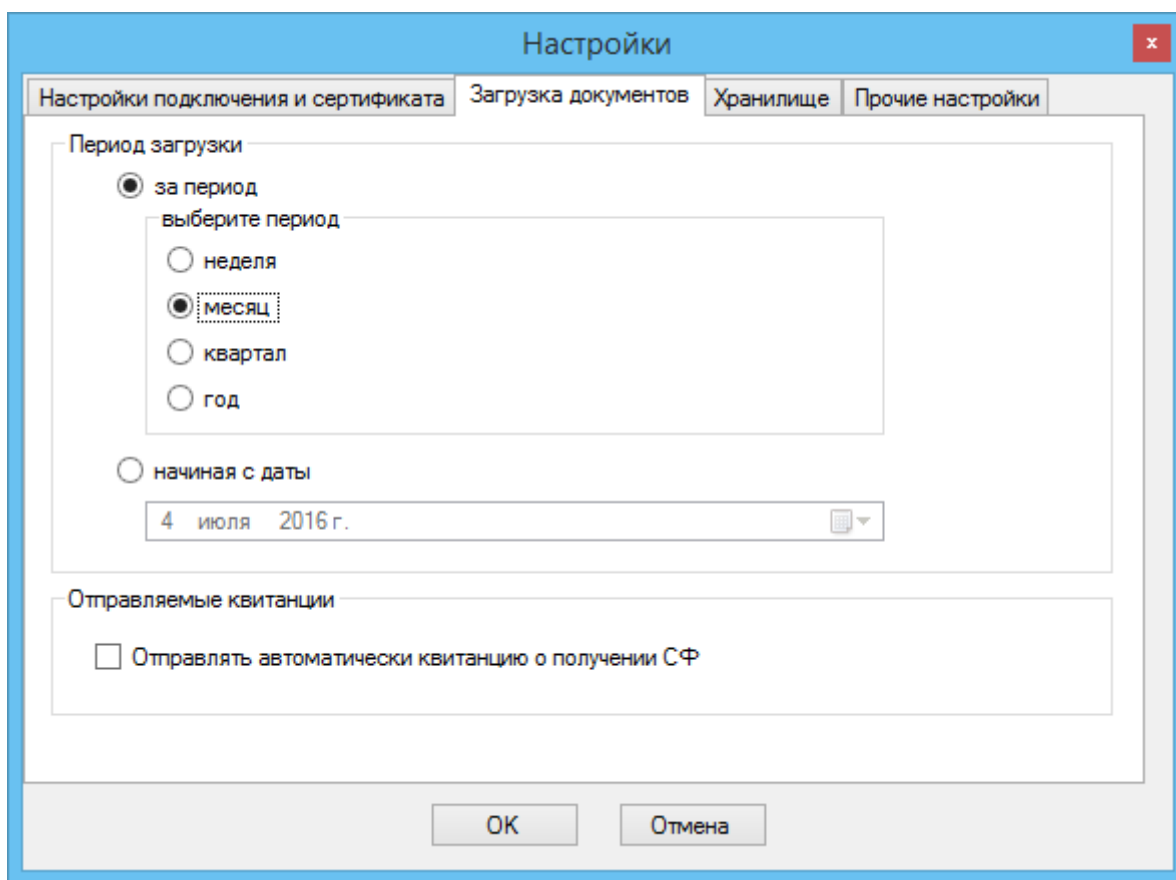 Настройки
x
Настройки подключения и сертификата Загрузка документов Хранилище Прочие настройки
Период загрузки
за период
выберите период
неделя
месяц
квартал
год
начиная с даты
4 июля 2016 г.
Отправляемые квитанции
Отправлять автоматически квитанцию о получении СФ
OK Отмена